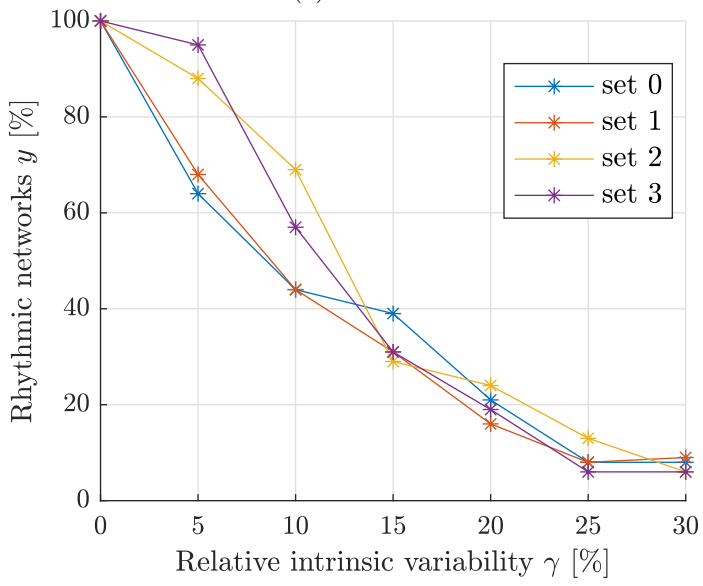 100
80
60
40
20
0
0 5 10 15 20 25 30
Rhythmic networks y [%]
Relative intrinsic variability γ [%]
set 0
set 1
set 2
set 3